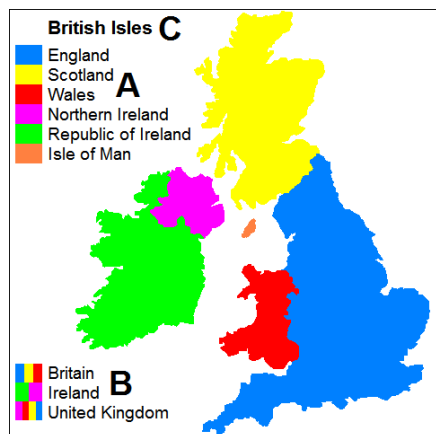 British Isles C
England
Scotland
A
Wales
Northern Ireland
Republic of Ireland
Isle of Man
B
Britain
Ireland
United Kingdom